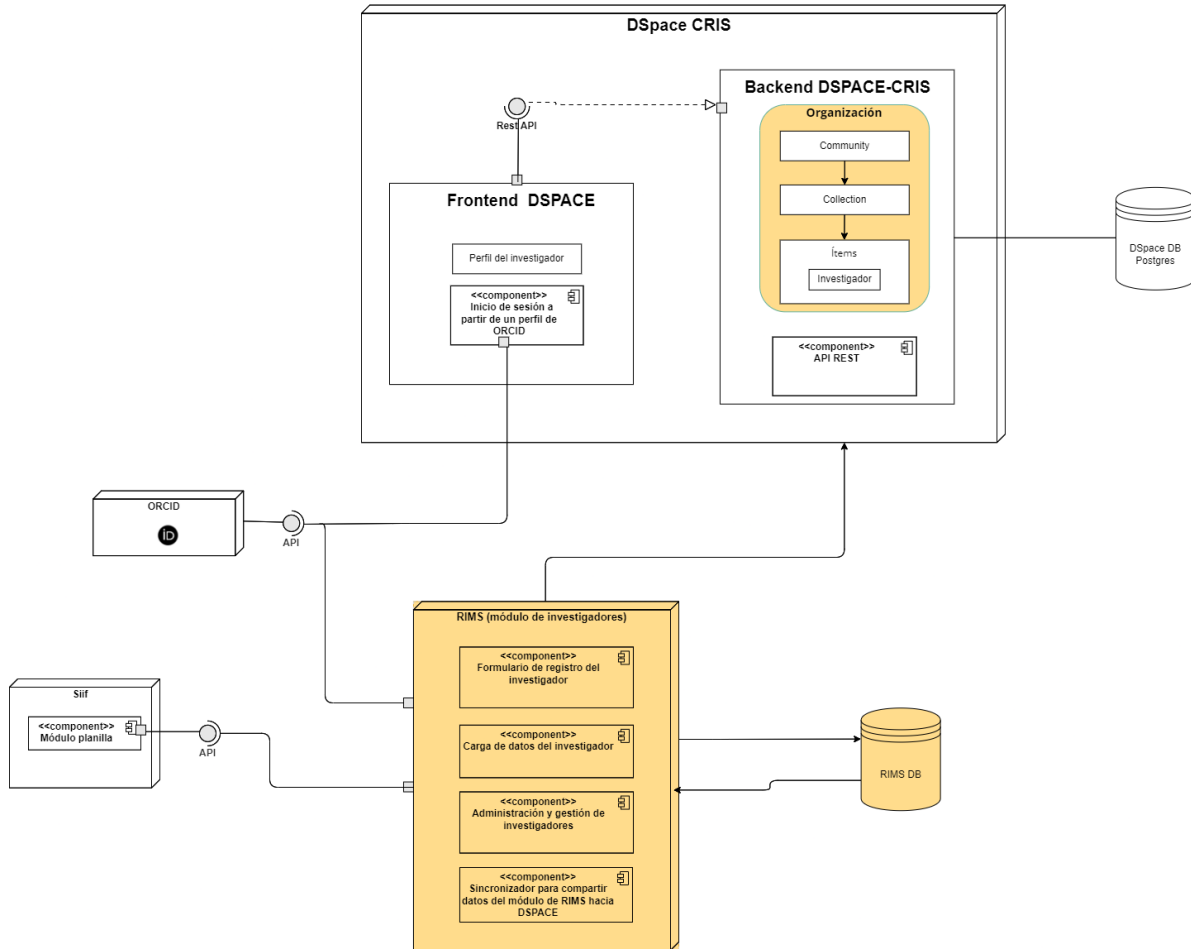 DSpace CRIS
Backend DSPACE-CRIS
Organización
Community
Collection
Ítems
Investigador
<<component>>
API REST
Rest API
Frontend DSPACE
Perfil del investigador
<<component>>
Inicio de sesión a
partir de un perfil de
ORCID
DSpace DB
Postgres
ORCID
iD
API
RIMS (módulo de investigadores)
<<component>>
Formulario de registro del
investigador
<<component>>
Carga de datos del investigador
<<component>>
Administración y gestión de
investigadores
<<component>>
Sincronizador para compartir
datos del módulo de RIMS hacia
DSPACE
Siif
<<component>>
Módulo planilla
API
RIMS DB